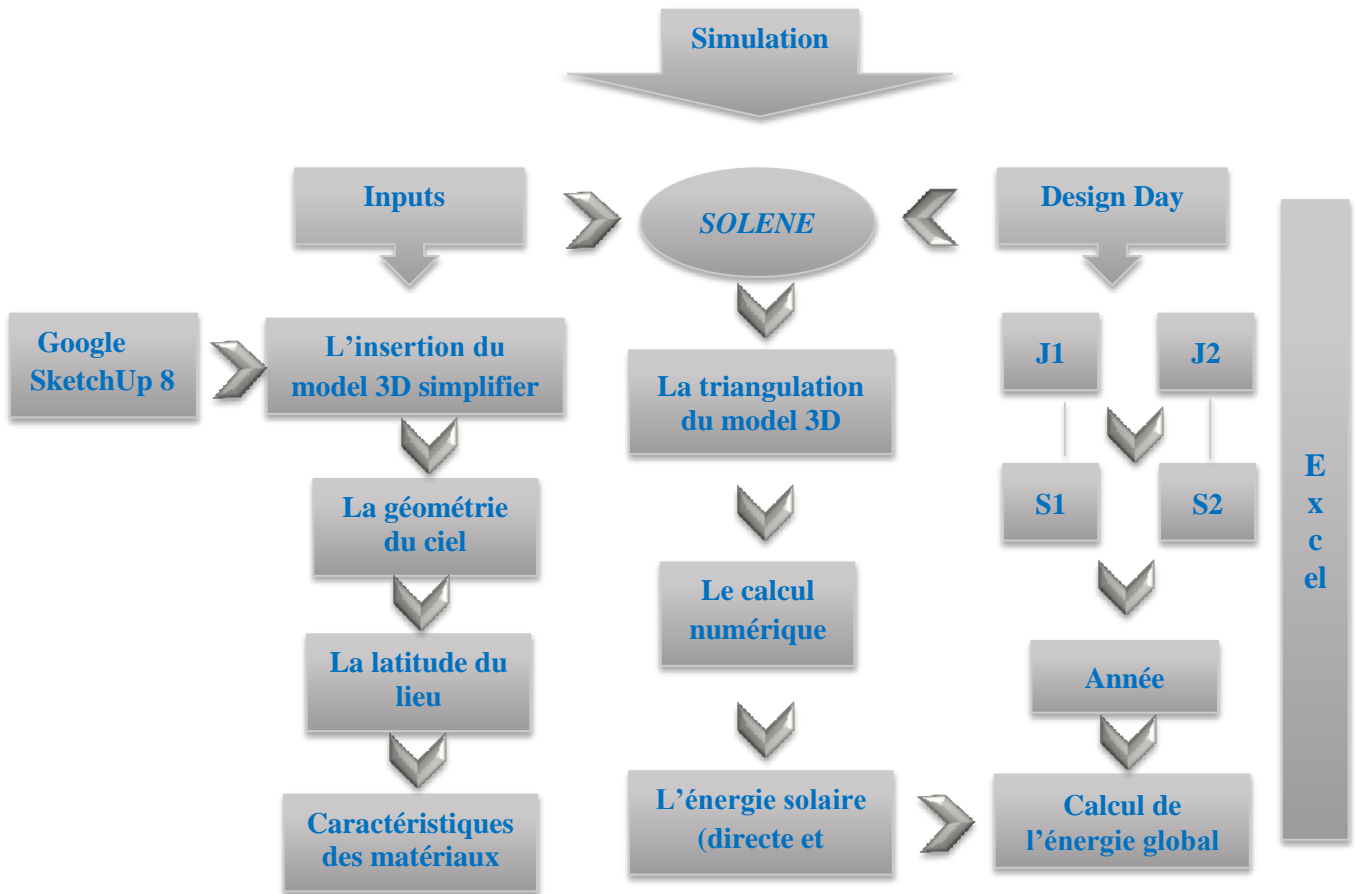 Simulation
Inputs
SOLENE
Design Day
Google
SketchUp 8
L’insertion du
model 3D simplifier
La triangulation
du model 3D
J1
J2
S1
S2
La géométrie
du ciel
Le calcul
numérique
La latitude du
lieu
Année
Caractéristiques
des matériaux
L’énergie solaire
(directe et
Calcul de
l’énergie global
E
x
c
el